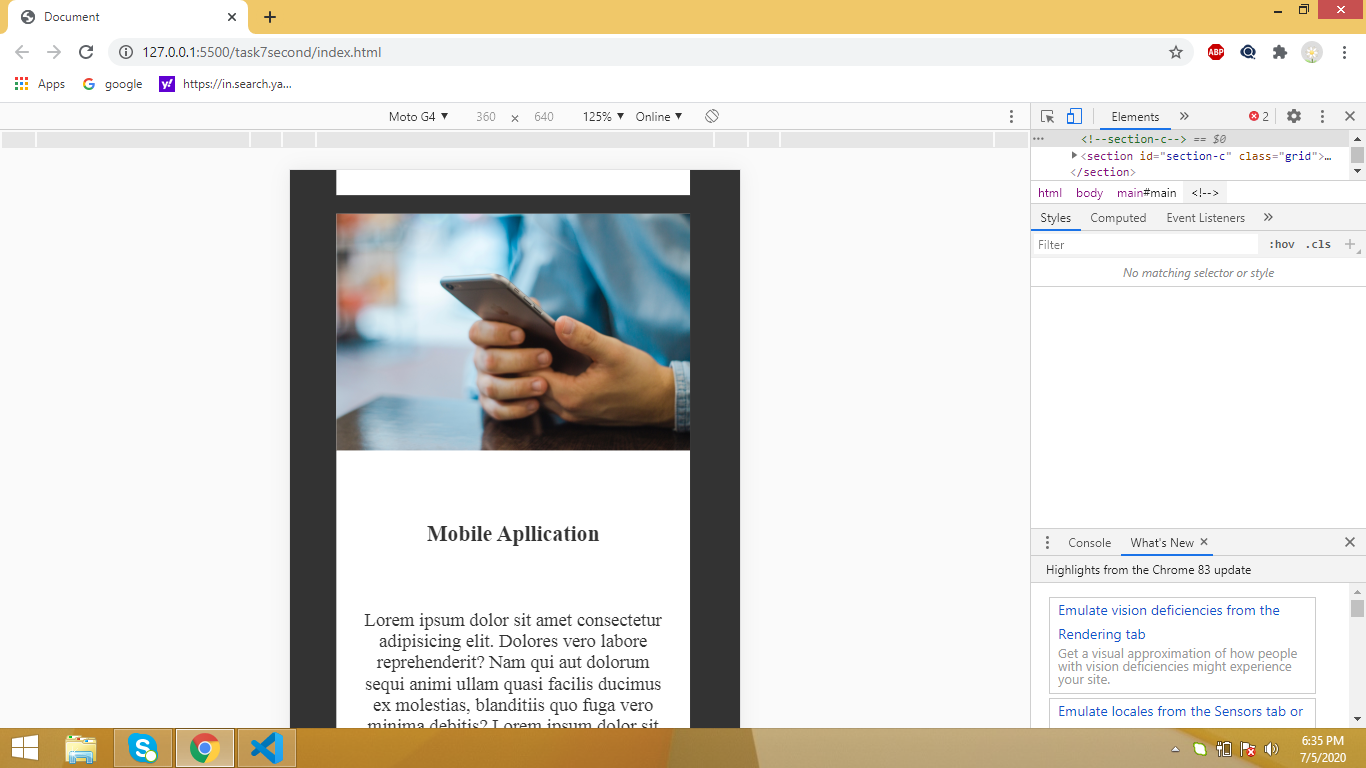 Document
127.0.0.1:5500/task7second/index.html
ABP
Apps
google
y!
https://in.search.ya...
Moto G4
360 × 640
125%
Online
Elements
2
<!--section-c--> == $0
<section id="section-c" class="grid">…
</section>
html body main#main <!-->
Styles Computed Event Listeners
Filter
:hov .cls
No matching selector or style
Mobile Apllication
Lorem ipsum dolor sit amet consectetur
adipisicing elit. Dolores vero labore
reprehenderit? Nam qui aut dolorum
sequi animi ullam quasi facilis ducimus
ex molestias, blanditiis quo fuga vero
minima debitis? Lorem ipsum dolor sit
Console What's New
Highlights from the Chrome 83 update
Emulate vision deficiencies from the
Rendering tab
Get a visual approximation of how people
with vision deficiencies might experience
your site.
Emulate locales from the Sensors tab or
6:35 PM
7/5/2020